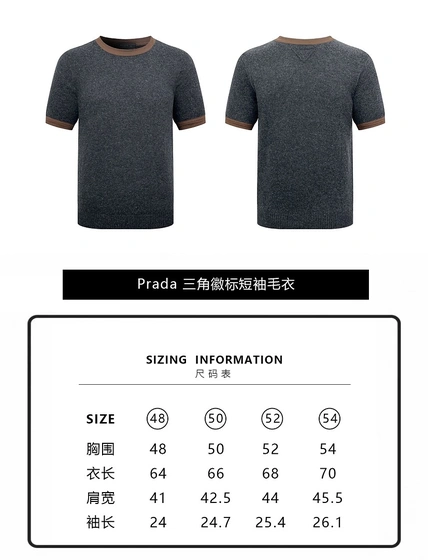 Prada 三角徽标短袖毛衣
SIZING INFORMATION
尺码表
SIZE 48 50 52 54
胸围 48 50 52 54
衣长 64 66 68 70
肩宽 41 42.5 44 45.5
袖长 24 24.7 25.4 26.1